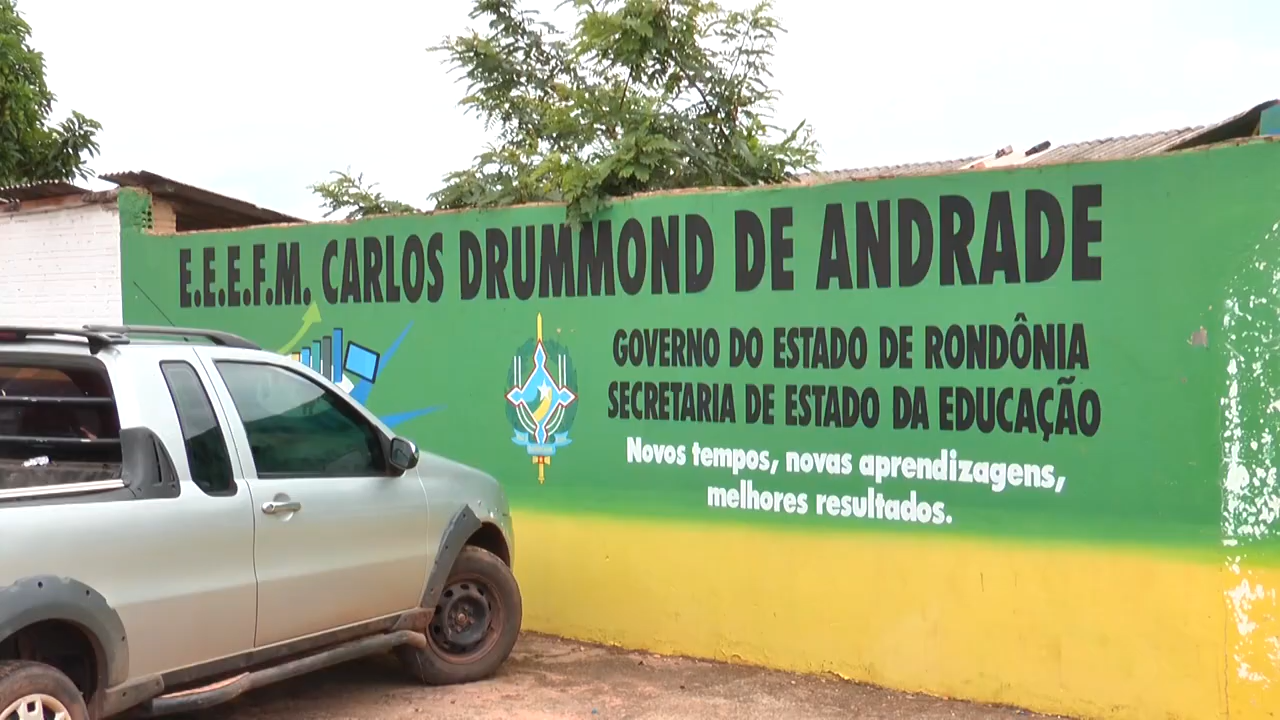 E.E.E.F.M. CARLOS DRUMMOND DE ANDRADE
GOVERNO DO ESTADO DE RONDÔNIA
SECRETARIA DE ESTADO DA EDUCAÇÃO
Novos tempos, novas aprendizagens,
melhores resultados.